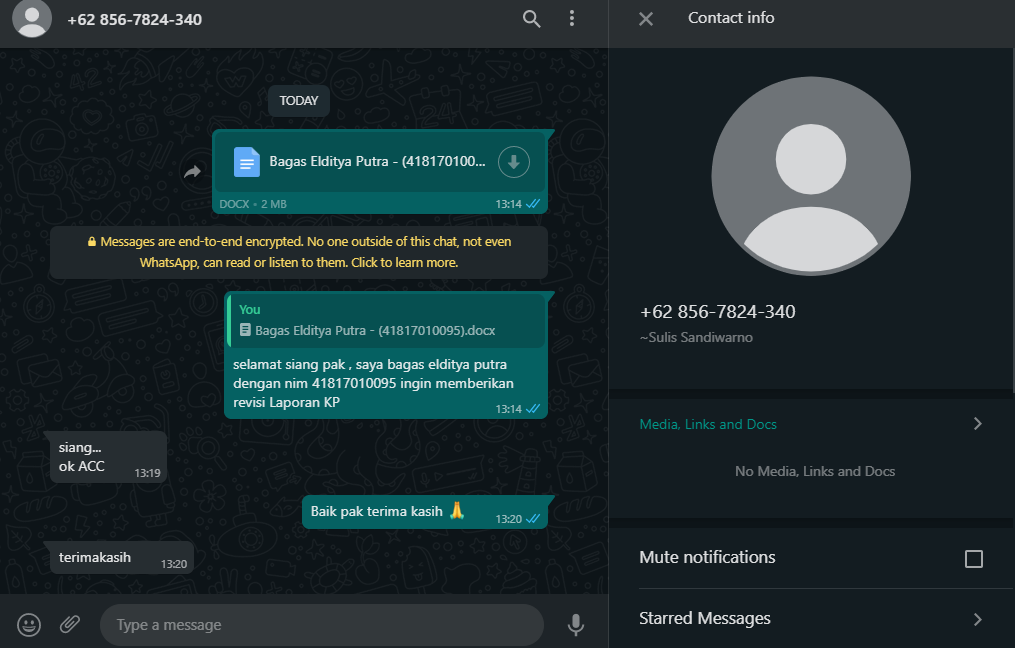 +62 856-7824-340
TODAY
Bagas Elditya Putra - (418170100...
DOCX • 2 MB
13:14
Messages are end-to-end encrypted. No one outside of this chat, not even
WhatsApp, can read or listen to them. Click to learn more.
You
Bagas Elditya Putra - (41817010095).docx
selamat siang pak , saya bagas elditya putra
dengan nim 41817010095 ingin memberikan
revisi Laporan KP
13:14
siang...
ok ACC
13:19
Baik pak terima kasih 🙏
13:20
terimakasih
13:20
Type a message
Contact info
+62 856-7824-340
~Sulis Sandiwarno
Media, Links and Docs
No Media, Links and Docs
Mute notifications
Starred Messages